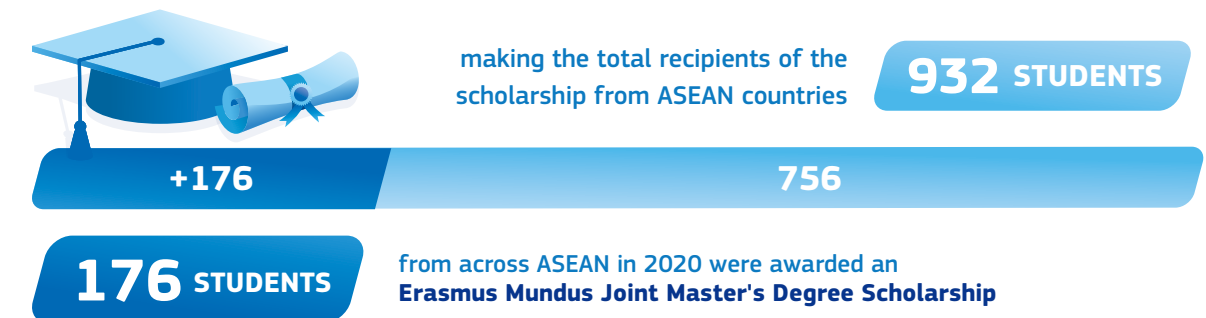 making the total recipients of the
scholarship from ASEAN countries
932 STUDENTS
+176
756
176 STUDENTS
from across ASEAN in 2020 were awarded an
Erasmus Mundus Joint Master's Degree Scholarship